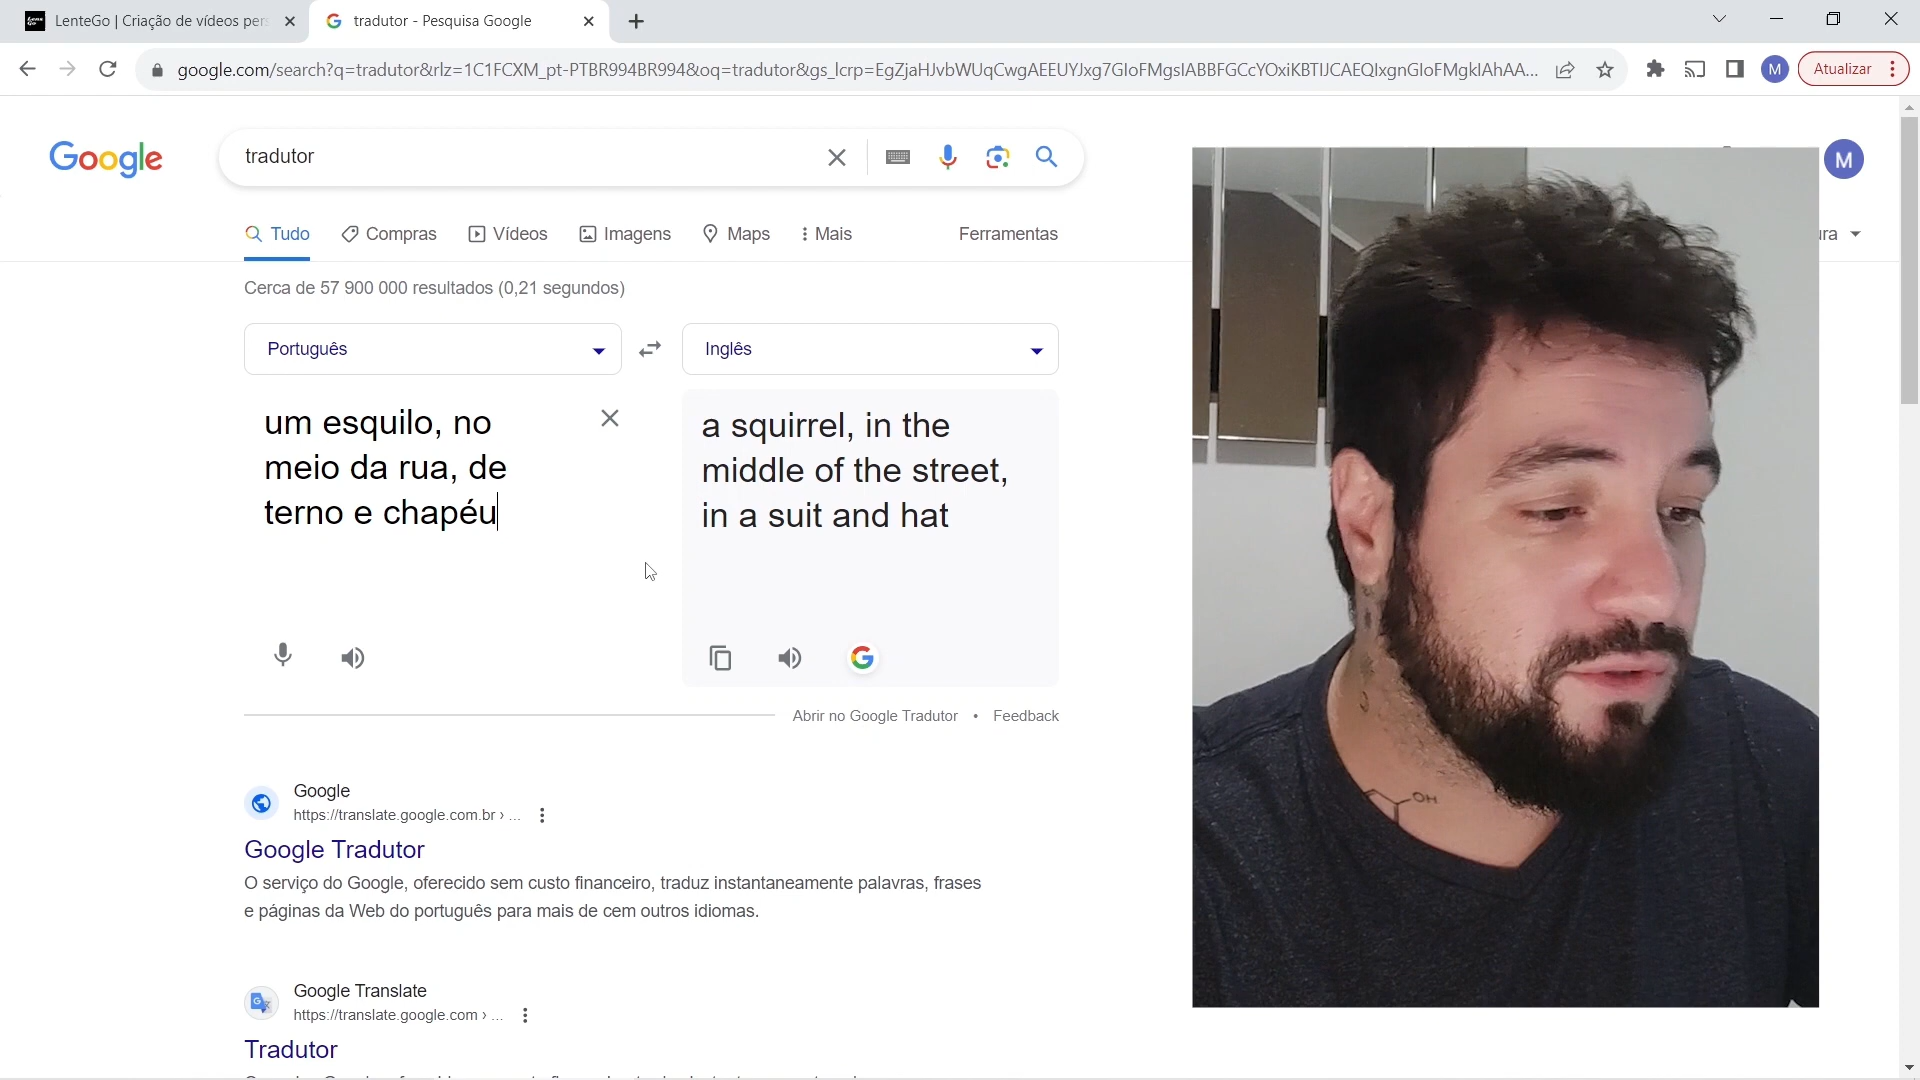 LenteGo | Criação de vídeos per
tradutor - Pesquisa Google
google.com/search?q=tradutor&rlz=1C1FCXM_pt-PTBR994BR994&oq=tradutor&gs_lcrp=EgZjaHJvbWUqCwgAEEUYJxg7GIoFMgsIABBFGCcYOxiKBTIJCAEQIxgnGIoFMgkIAhAA...
M
Atualizar
Google
tradutor
M
Tudo
Compras
Vídeos
Imagens
Maps
Mais
Ferramentas
ura
Cerca de 57 900 000 resultados (0,21 segundos)
Português
Inglês
um esquilo, no
meio da rua, de
terno e chapéu
a squirrel, in the
middle of the street,
in a suit and hat
Abrir no Google Tradutor • Feedback
Google
https://translate.google.com.br › ...
Google Tradutor
O serviço do Google, oferecido sem custo financeiro, traduz instantaneamente palavras, frases
e páginas da Web do português para mais de cem outros idiomas.
Google Translate
https://translate.google.com › ...
Tradutor
OH